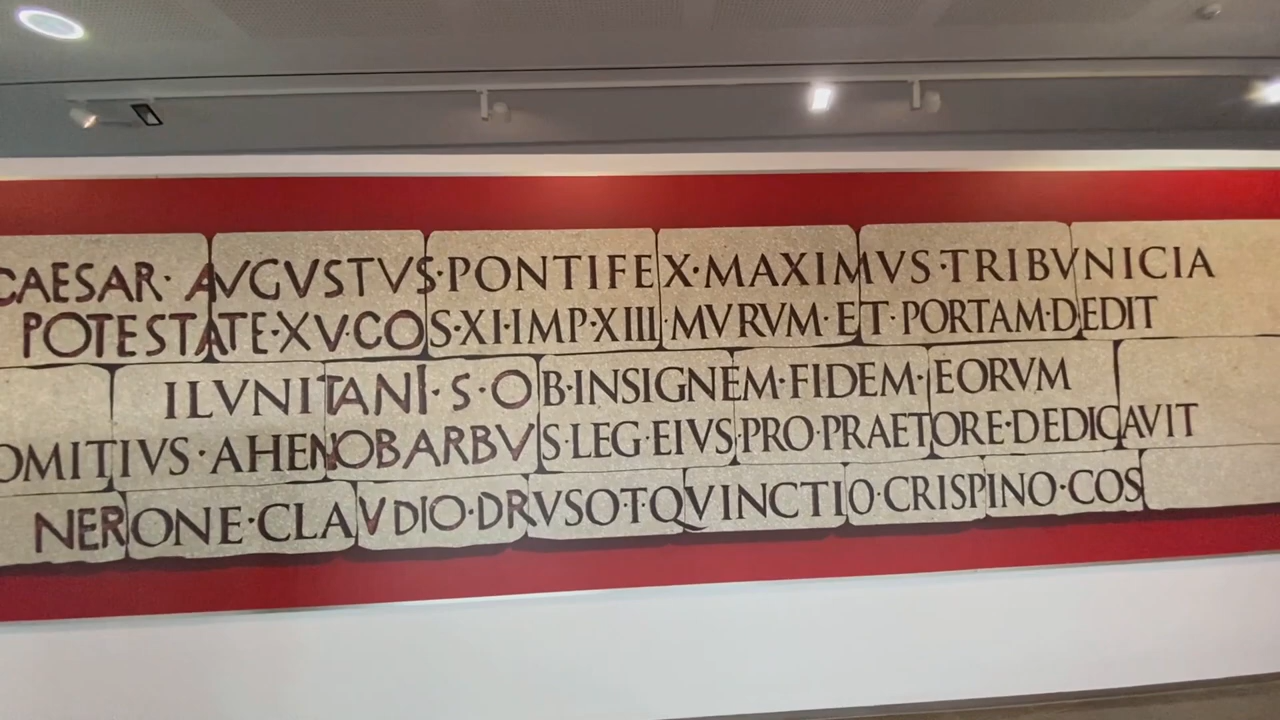 CAESAR· AVGVSTVS·PONTIFEX·MAXIMVS·TRIBVNICIA
POTESTATE·XV·COS·XI·IMP·XIII·MVRVM·ET·PORTAM·DEDIT
ILVNITANI·S·OB·INSIGNEM·FIDEM·EORVM
OMITIVS·AHENOBARBVS·LEG·EIVS·PRO·PRAETORE·DEDICAVIT
NERONE·CLAVDIO·DRVSO·T·QVINCTIO·CRISPINO·COS